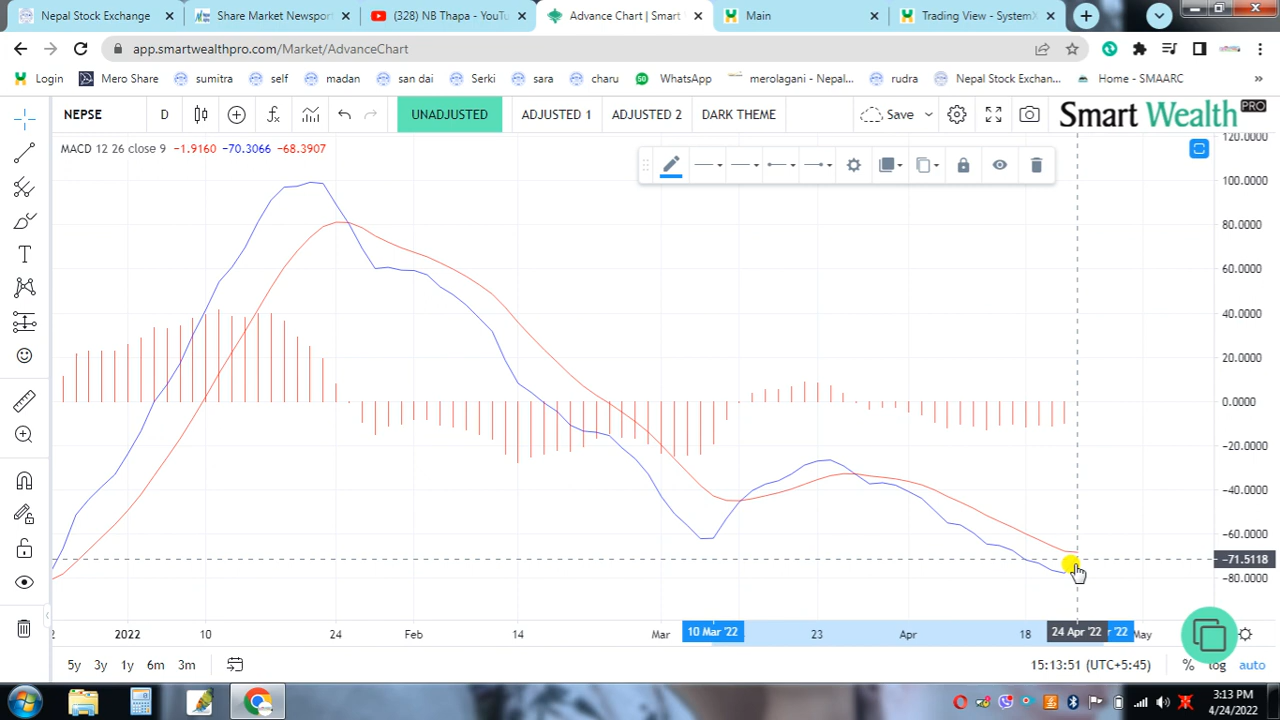 Nepal Stock Exchange
Share Market Newsport
(328) NB Thapa - YouTu
Advance Chart | Smart
Main
Trading View - SystemX
app.smartwealthpro.com/Market/AdvanceChart
Login
Mero Share
sumitra
self
madan
san dai
Serki
sara
charu
50
WhatsApp
merolagani - Nepal...
rudra
Nepal Stock Exchan...
Home - SMAARC
»
NEPSE
D
UNADJUSTED
ADJUSTED 1
ADJUSTED 2
DARK THEME
Save
Smart Wealth PRO
MACD 12 26 close 9 −1.9160 −70.3066 −68.3907
120.0000
100.0000
80.0000
60.0000
40.0000
20.0000
0.0000
−20.0000
−40.0000
−60.0000
−71.5118
−80.0000
2
2022
10
24
Feb
14
Mar
10 Mar '22
23
Apr
18
24 Apr '22
r '22
May
5y
3y
1y
6m
3m
15:13:51 (UTC+5:45)
%
log
auto
3:13 PM
4/24/2022